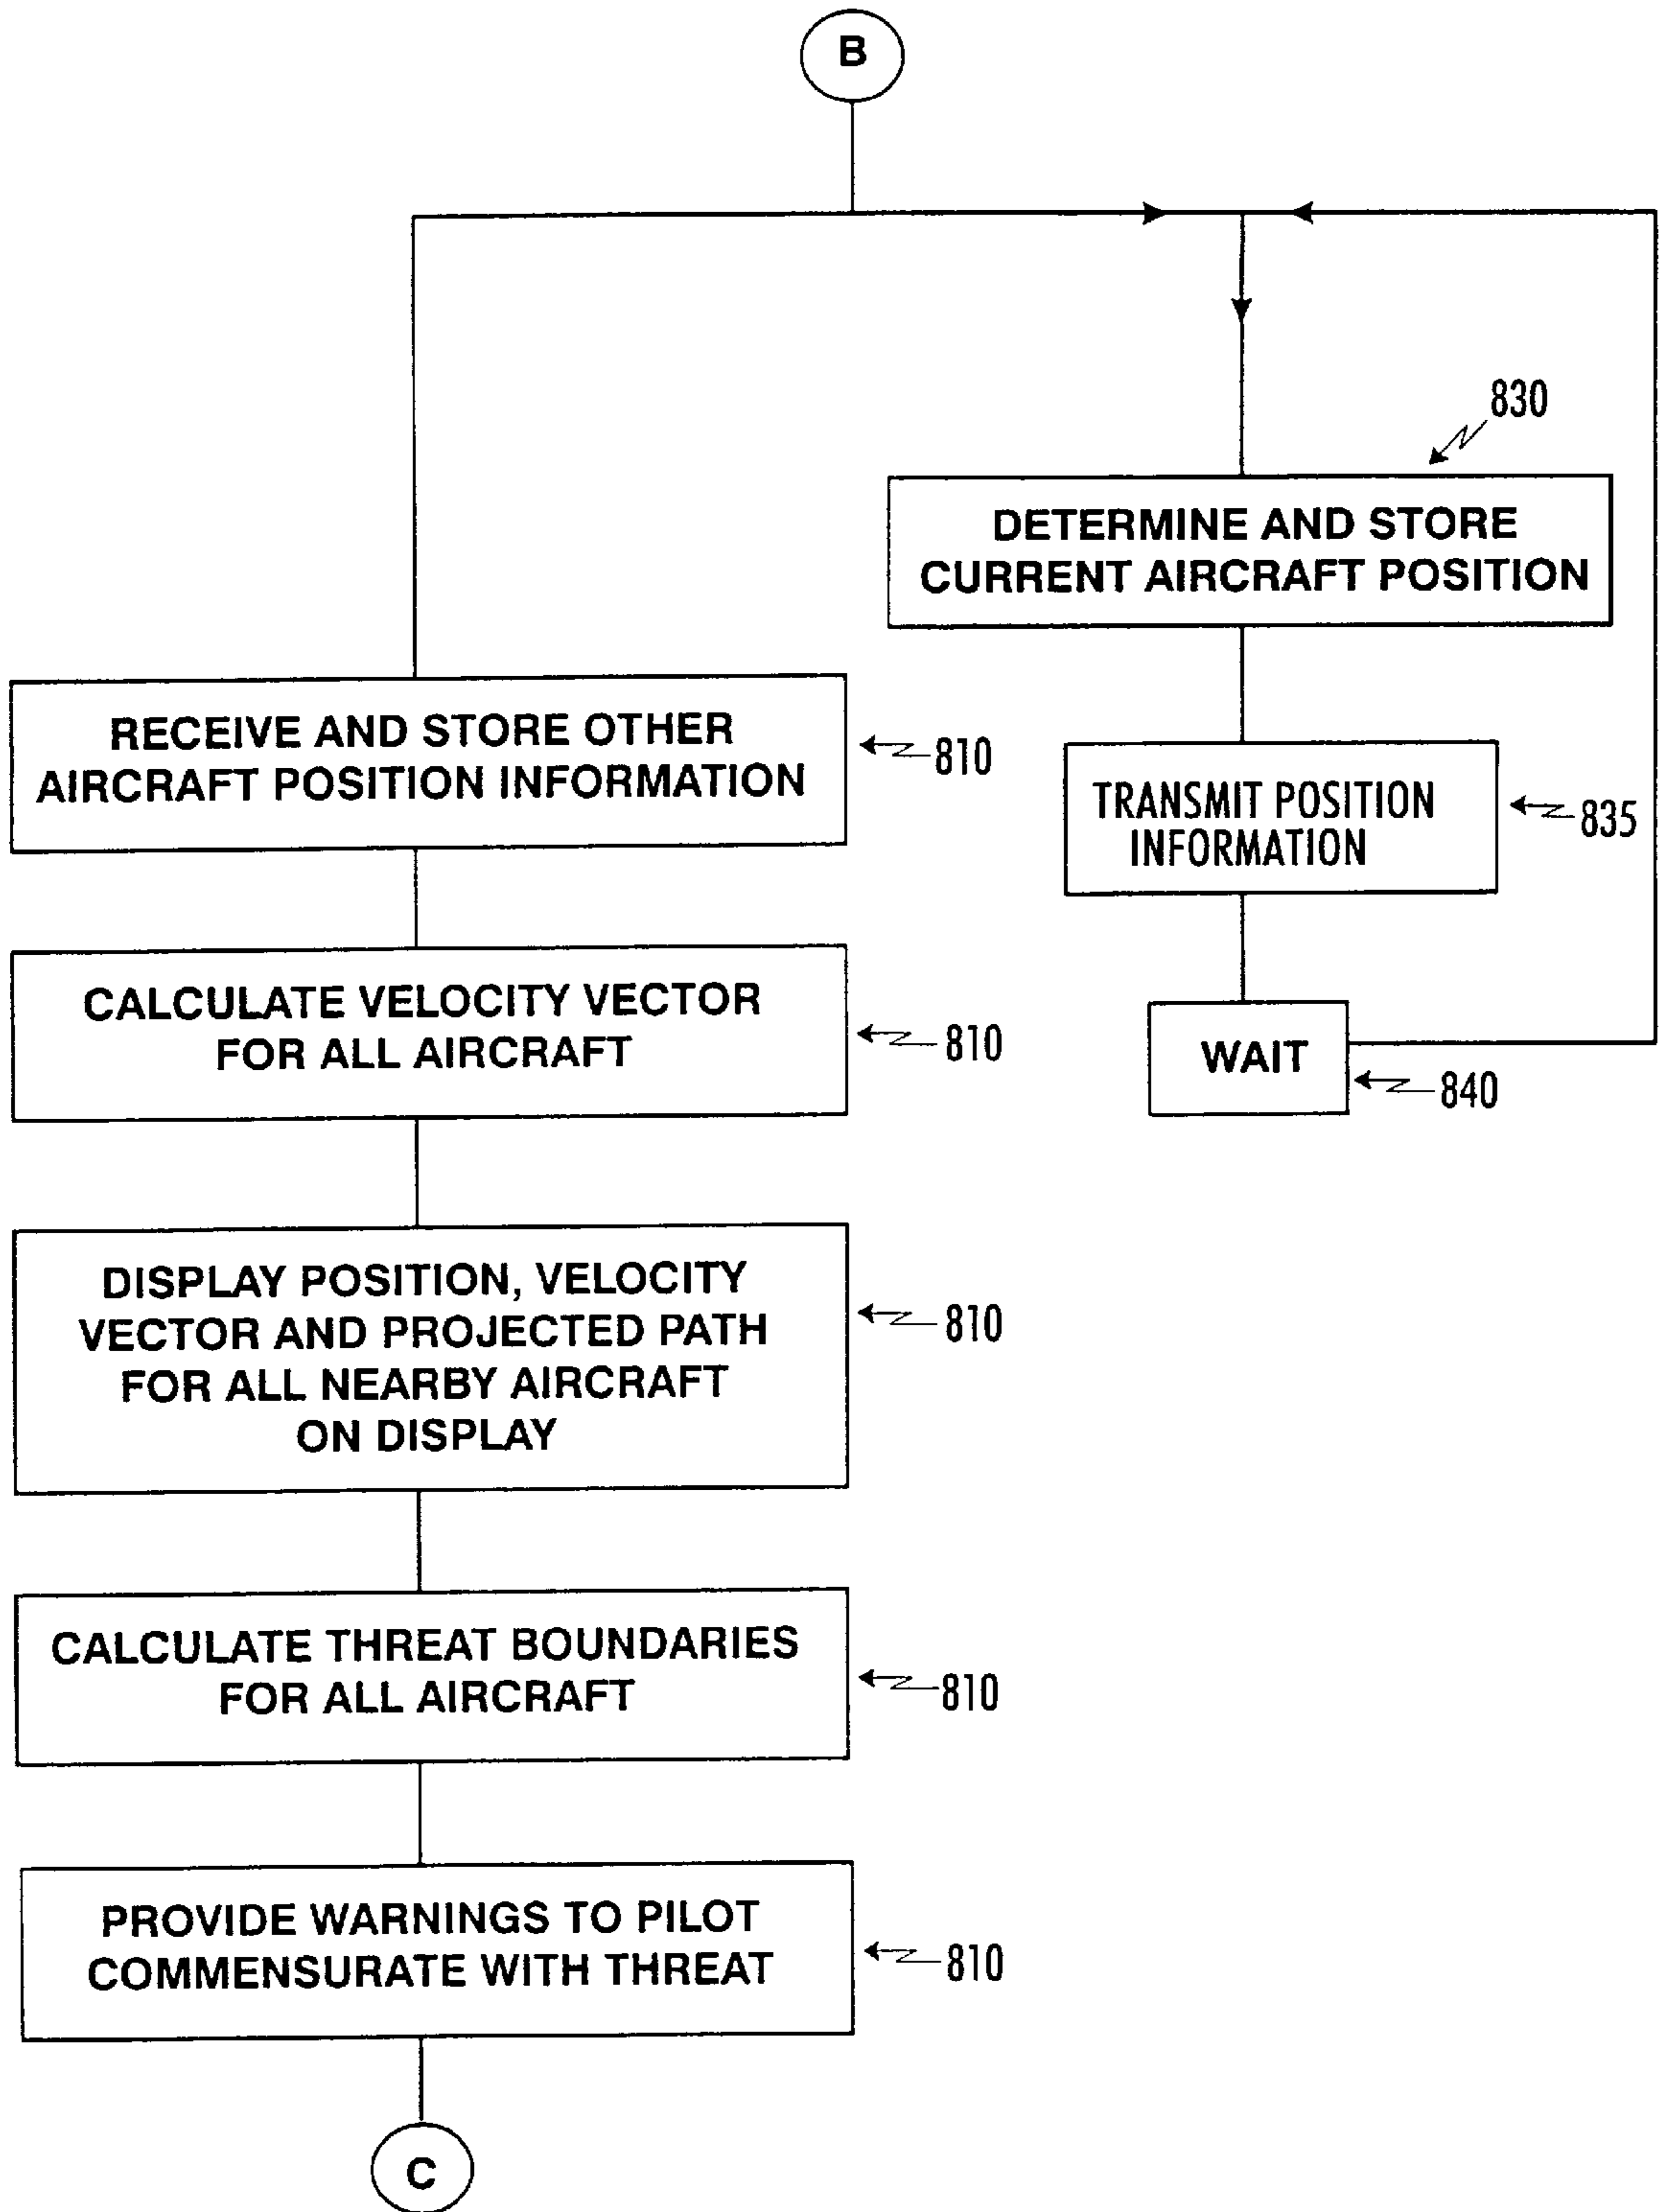 B
830
DETERMINE AND STORE
CURRENT AIRCRAFT POSITION
RECEIVE AND STORE OTHER
AIRCRAFT POSITION INFORMATION
810
TRANSMIT POSITION
INFORMATION
835
CALCULATE VELOCITY VECTOR
FOR ALL AIRCRAFT
810
WAIT
840
DISPLAY POSITION, VELOCITY
VECTOR AND PROJECTED PATH
FOR ALL NEARBY AIRCRAFT
ON DISPLAY
810
CALCULATE THREAT BOUNDARIES
FOR ALL AIRCRAFT
810
PROVIDE WARNINGS TO PILOT
COMMENSURATE WITH THREAT
810
C